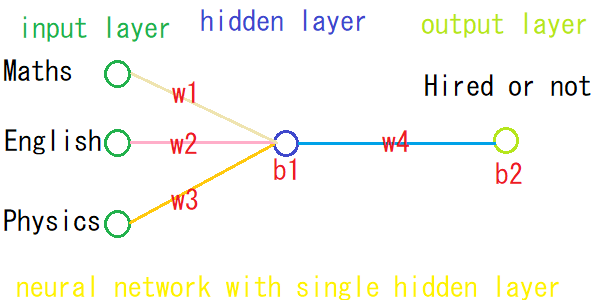 input layer
hidden layer
output layer
Maths
Hired or not
w1
English
w2
w4
b1
b2
w3
Physics
neural network with single hidden layer